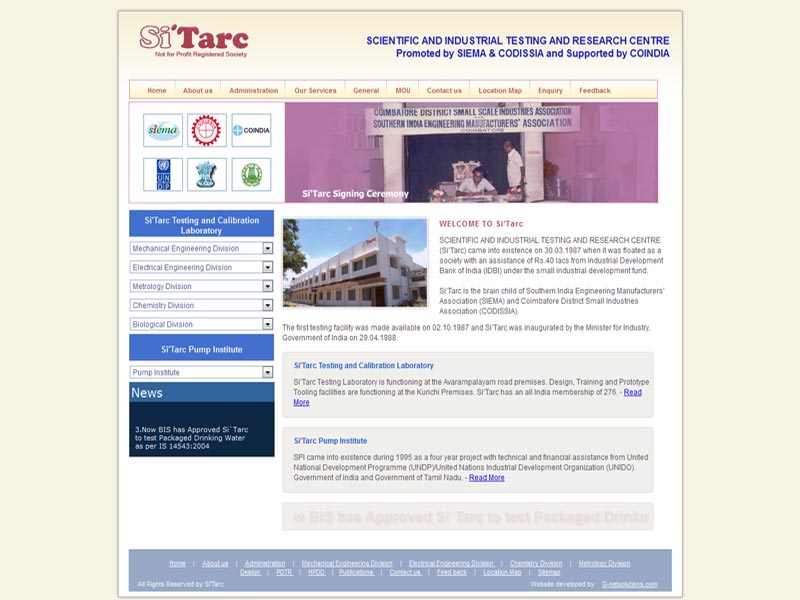 Si'Tarc
Not for Profit Registered Society
SCIENTIFIC AND INDUSTRIAL TESTING AND RESEARCH CENTRE
Promoted by SIEMA & CODISSIA and Supported by COINDIA
Home About us Administration Our Services General MOU Contact us Selection Location Map Enquiry Feedback
siema
COINDIA
UN
DP
COIMBATORE DISTRICT SMALL SCALE INDUSTRIES ASSOCIATION
SOUTHERN INDIA ENGINEERING MANUFACTURERS' ASSOCIATION
COIMBATORE
Si'Tarc Signing Ceremony
Si'Tarc Testing and Calibration
Laboratory
Mechanical Engineering Division
Electrical Engineering Division
Metrology Division
Chemistry Division
Biological Division
Si'Tarc Pump Institute
Pump Institute
News
3.Now BIS has Approved Si`Tarc
to test Packaged Drinking Water
as per IS 14543:2004
WELCOME TO Si'Tarc
SCIENTIFIC AND INDUSTRIAL TESTING AND RESEARCH CENTRE
(Si'Tarc) came into existence on 30.03.1987 when it was floated as a
society with an assistance of Rs.40 lacs from Industrial Development
Bank of India (IDBI) under the small industrial development fund.
Si'Tarc is the brain child of Southern India Engineering Manufacturers'
Association (SIEMA) and Coimbatore District Small Industries
Association (CODISSIA).
The first testing facility was made available on 02.10.1987 and Si'Tarc was inaugurated by the Minister for Industry,
Government of India on 29.04.1988.
Si'Tarc Testing and Calibration Laboratory
Si'Tarc Testing Laboratory is functioning at the Avarampalayam road premises. Design, Training and Prototype
Tooling facilities are functioning at the Kurichi Premises. Si'Tarc has an all India membership of 276. - Read
More
Si'Tarc Pump Institute
SPI came into existence during 1995 as a four year project with technical and financial assistance from United
National Development Programme (UNDP)/United Nations Industrial Development Organization (UNIDO).
Government of India and Government of Tamil Nadu. - Read More
w BIS has Approved Si`Tarc to test Packaged Drinkin
Home | About us | Administration | Mechanical Engineering Division | Electrical Engineering Division | Chemistry Division | Metrology Division
Design | PDTR | HPDD | Publications | Contact us | Feed back | Location Map | Sitemap
All Rights Reserved by Si'Tarc
Website developed by G-netsolutions.com